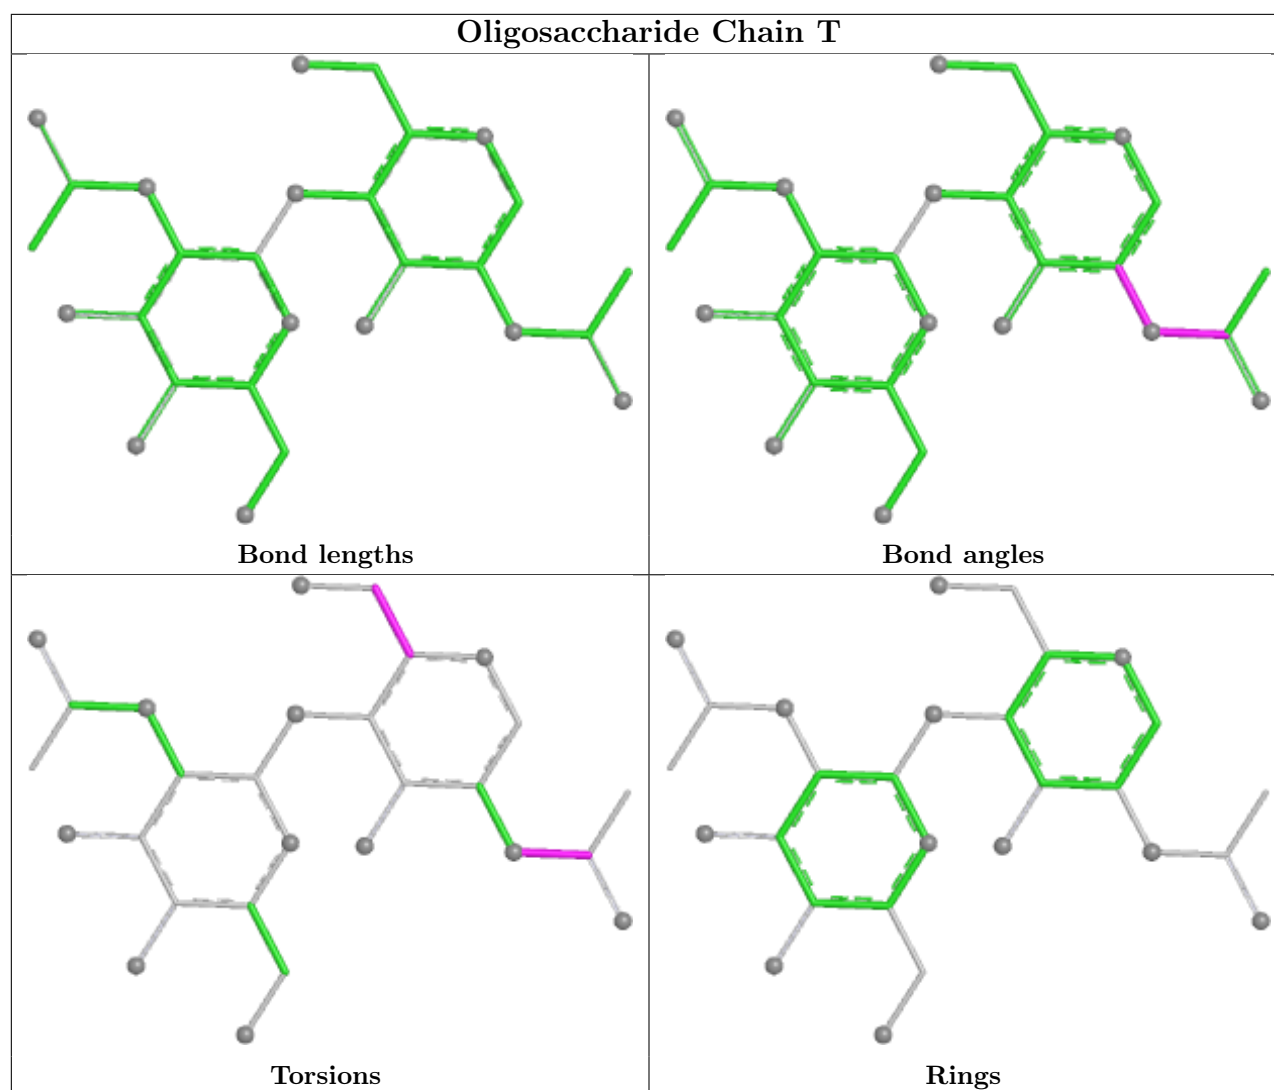 Oligosaccharide Chain T
Bond lengths
Bond angles
Torsions
Rings